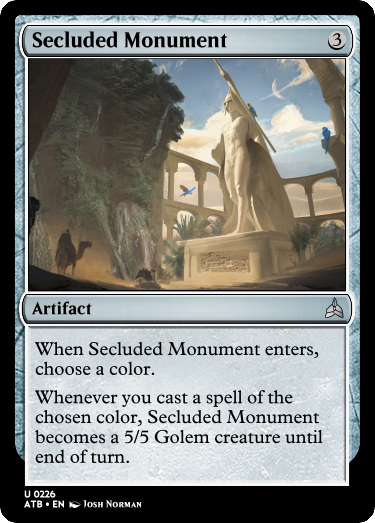 Secluded Monument 3
Artifact
When Secluded Monument enters,
choose a color.
Whenever you cast a spell of the
chosen color, Secluded Monument
becomes a 5/5 Golem creature until
end of turn.
U 0226
ATB • EN Josh Norman